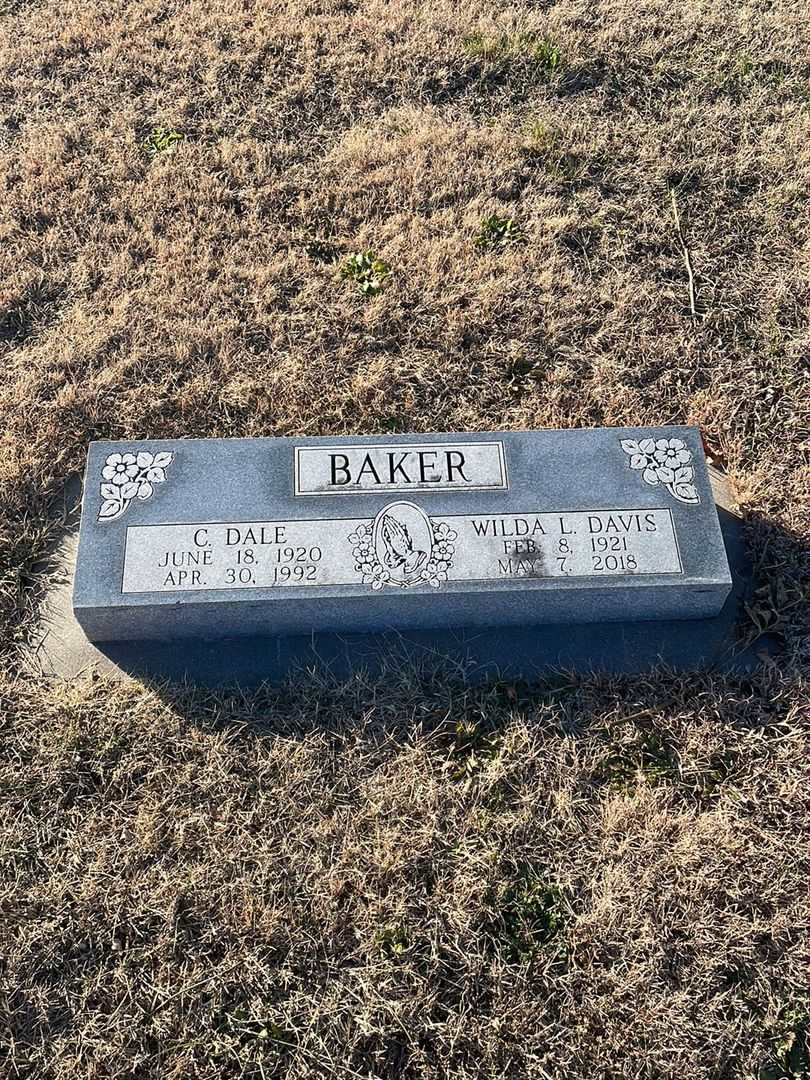 BAKER
C. DALE
JUNE 18, 1920
APR. 30, 1992
WILDA L. DAVIS
FEB. 8, 1921
MAY 7, 2018